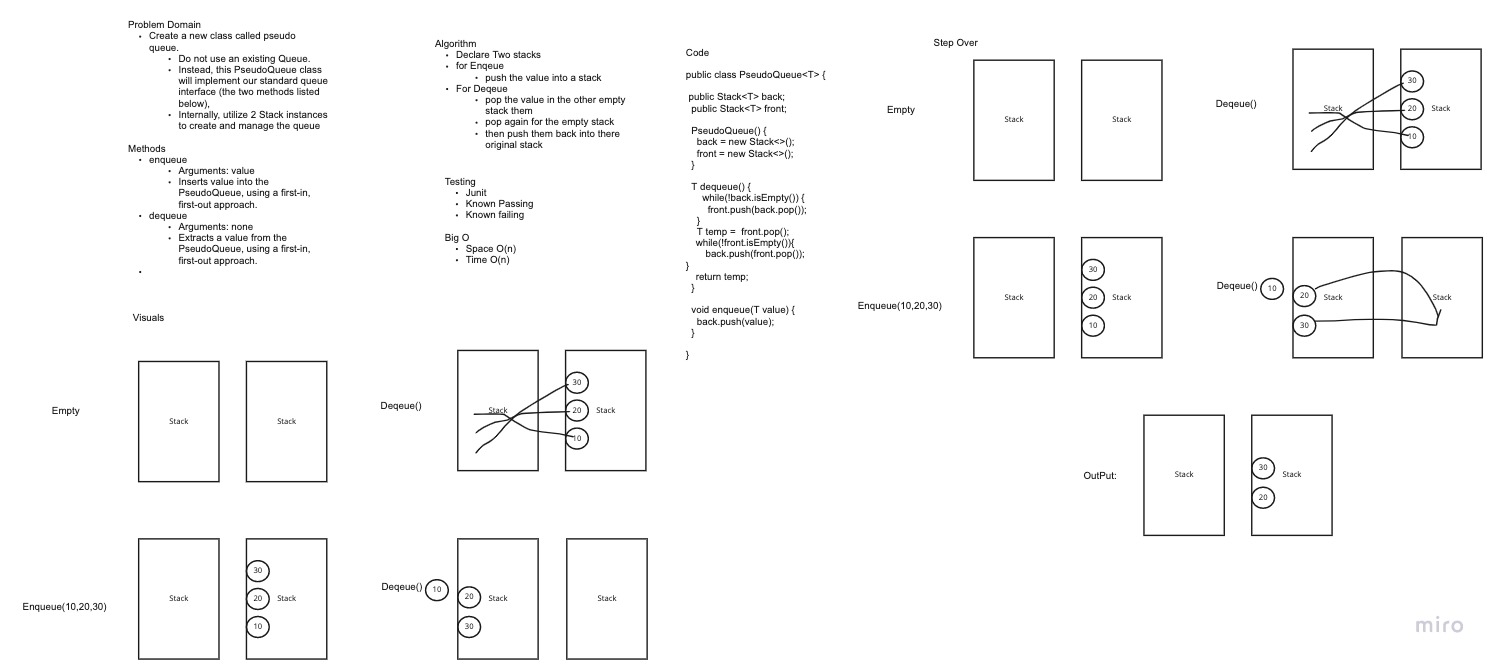 Problem Domain
• Create a new class called pseudo
queue.
• Do not use an existing Queue.
• Instead, this PseudoQueue class
will implement our standard queue
interface (the two methods listed
below),
• Internally, utilize 2 Stack instances
to create and manage the queue
Methods
• enqueue
• Arguments: value
• Inserts value into the
PseudoQueue, using a first-in,
first-out approach.
• dequeue
• Arguments: none
• Extracts a value from the
PseudoQueue, using a first-in,
first-out approach.
•
Algorithm
• Declare Two stacks
• for Enqeue
• push the value into a stack
• For Deqeue
• pop the value in the other empty
stack them
• pop again for the empty stack
• then push them back into there
original stack
Testing
• Junit
• Known Passing
• Known failing
Big O
• Space O(n)
• Time O(n)
Code
public class PseudoQueue<T> {
public Stack<T> back;
public Stack<T> front;
PseudoQueue() {
back = new Stack<>();
front = new Stack<>();
}
T dequeue() {
while(!back.isEmpty()) {
front.push(back.pop());
}
T temp =  front.pop();
while(!front.isEmpty()){
back.push(front.pop());
}
return temp;
}
void enqueue(T value) {
back.push(value);
}
}
Visuals
Empty
Stack
Stack
Deqeue()
Stack
30
20
10
Stack
Enqueue(10,20,30)
Stack
30
20
10
Stack
Deqeue()
10
20
30
Stack
Stack
Step Over
Empty
Stack
Stack
Deqeue()
Stack
30
20
10
Stack
Enqueue(10,20,30)
Stack
30
20
10
Stack
Deqeue()
10
20
30
Stack
Stack
OutPut:
Stack
30
20
Stack
miro